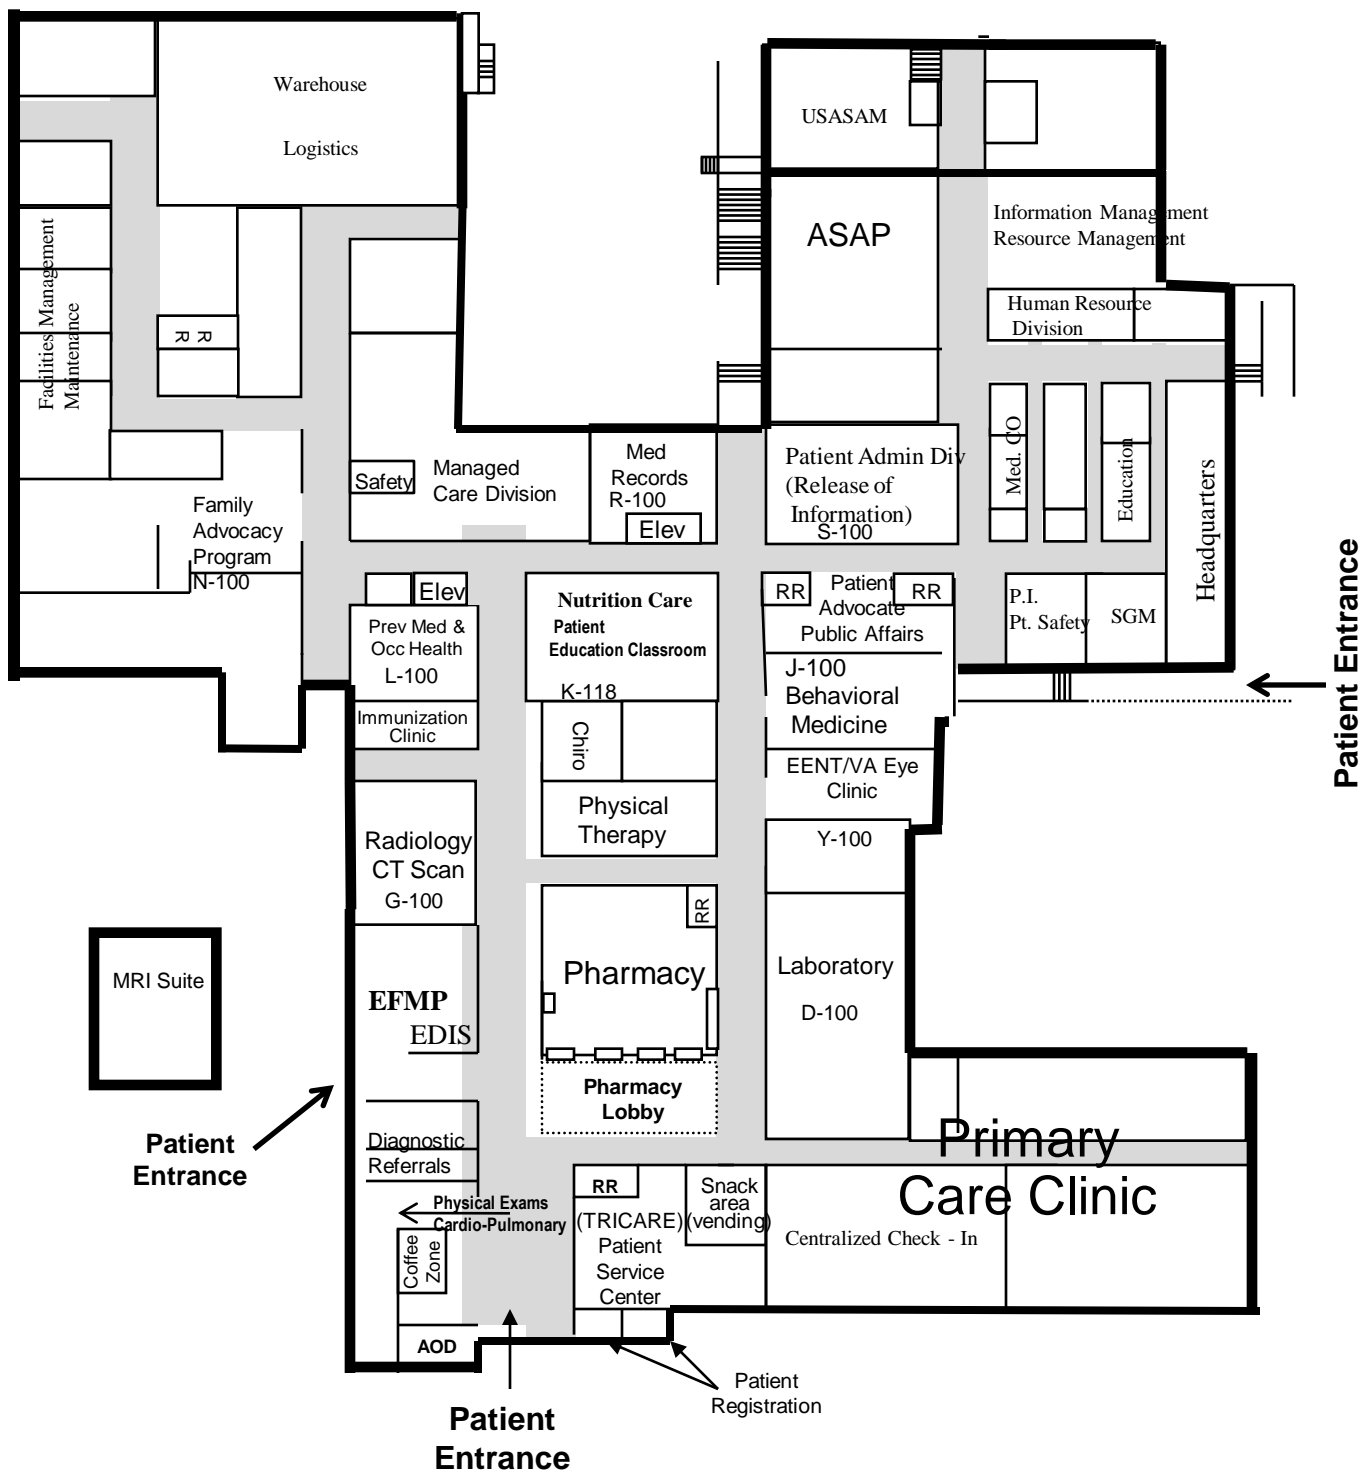 Warehouse
Logistics
USASAM
ASAP
Information Management
Resource Management
Human Resource
Division
Facilities Management
Maintenance
R R
Safety
Managed
Care Division
Med
Records
R-100
Elev
Patient Admin Div
(Release of
Information)
S-100
Med. CO
Education
Headquarters
Family
Advocacy
Program
N-100
Elev
Prev Med &
Occ Health
L-100
Immunization
Clinic
Nutrition Care
Patient
Education Classroom
K-118
Chiro
Physical
Therapy
RR
Patient
Advocate
Public Affairs
RR
J-100
Behavioral
Medicine
P.I.
Pt. Safety
SGM
Patient Entrance
EENT/VA Eye
Clinic
Y-100
Radiology
CT Scan
G-100
RR
Pharmacy
Laboratory
D-100
MRI Suite
EFMP
EDIS
Pharmacy
Lobby
Patient
Entrance
Diagnostic
Referrals
Primary
Care Clinic
Physical Exams
Cardio-Pulmonary
RR
(TRICARE)
Patient
Service
Center
Snack
area
(vending)
Centralized Check - In
Coffee
Zone
AOD
Patient
Registration
Patient
Entrance